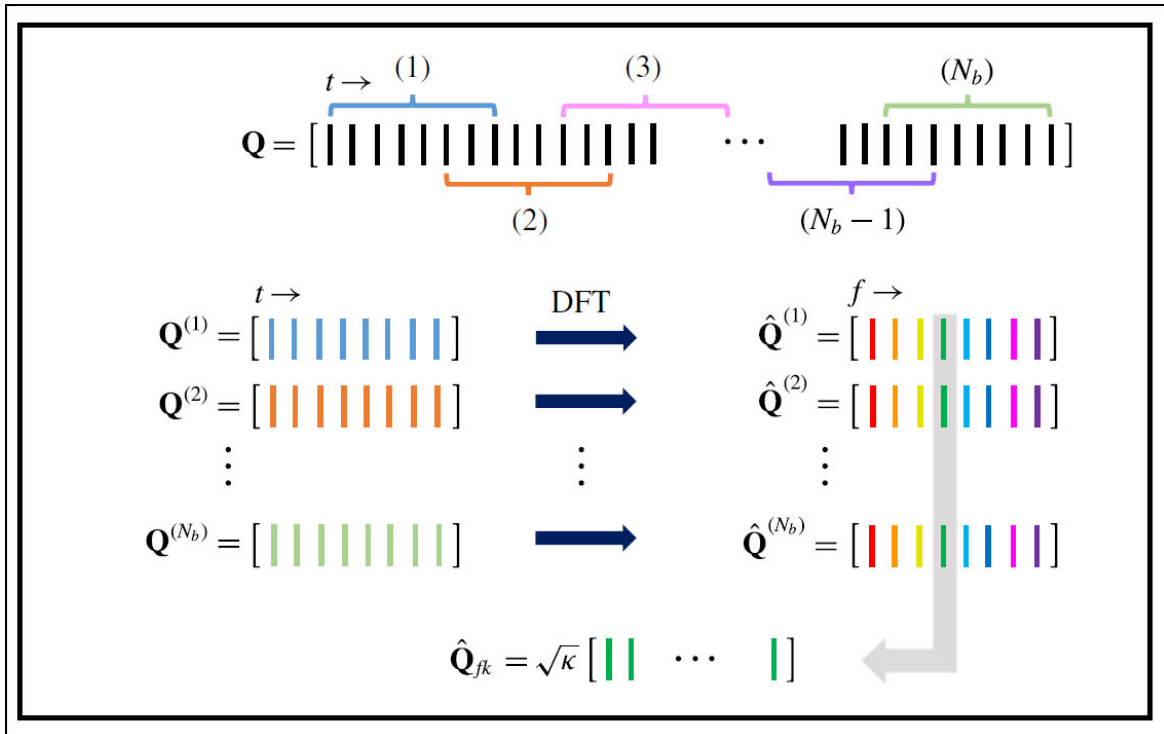 t → (1) (3) (N_b)
Q = [ ⋯ ]
(2) (N_b − 1)
t → DFT f →
Q^(1) = [ ] Q̂^(1) = [ ]
Q^(2) = [ ] Q̂^(2) = [ ]
⋮ ⋮ ⋮
Q^(N_b) = [ ] Q̂^(N_b) = [ ]
Q̂_fk = √κ [ ⋯ ]